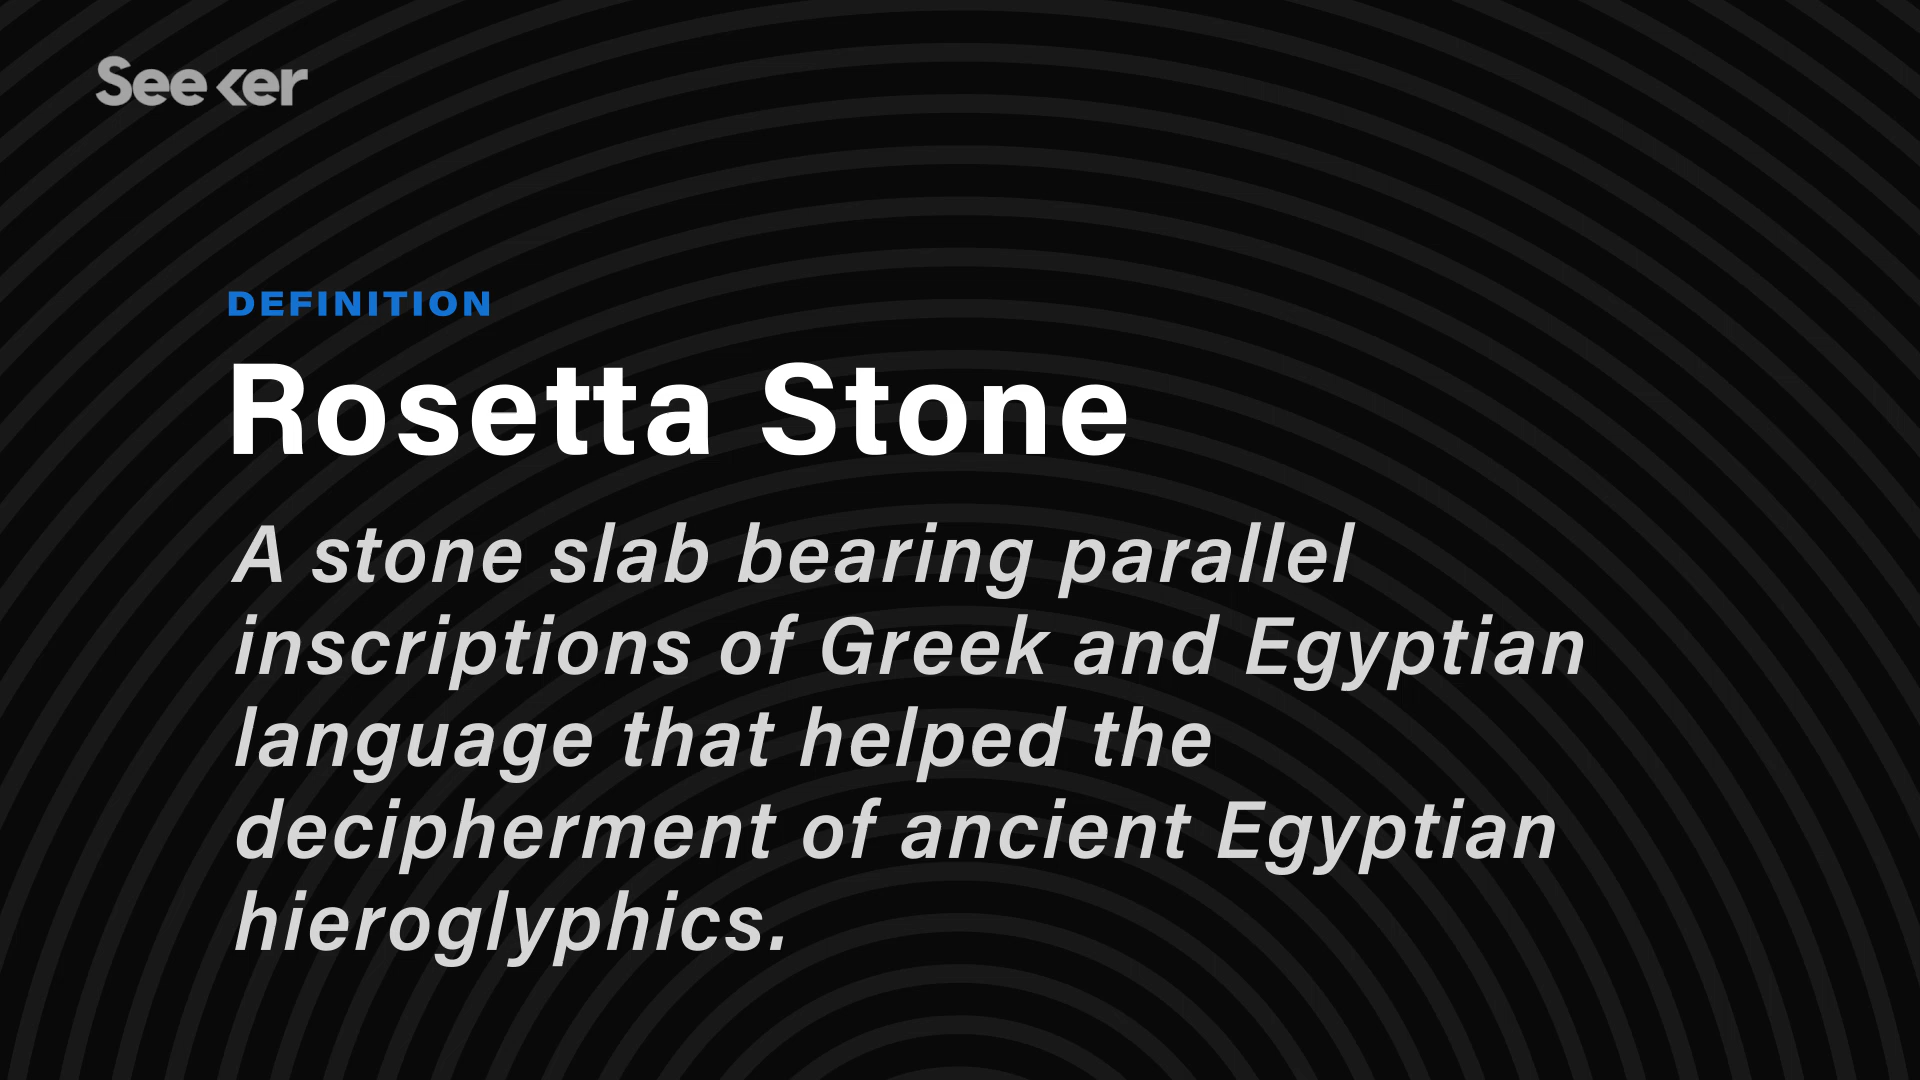 Seeker
DEFINITION
Rosetta Stone
A stone slab bearing parallel
inscriptions of Greek and Egyptian
language that helped the
decipherment of ancient Egyptian
hieroglyphics.